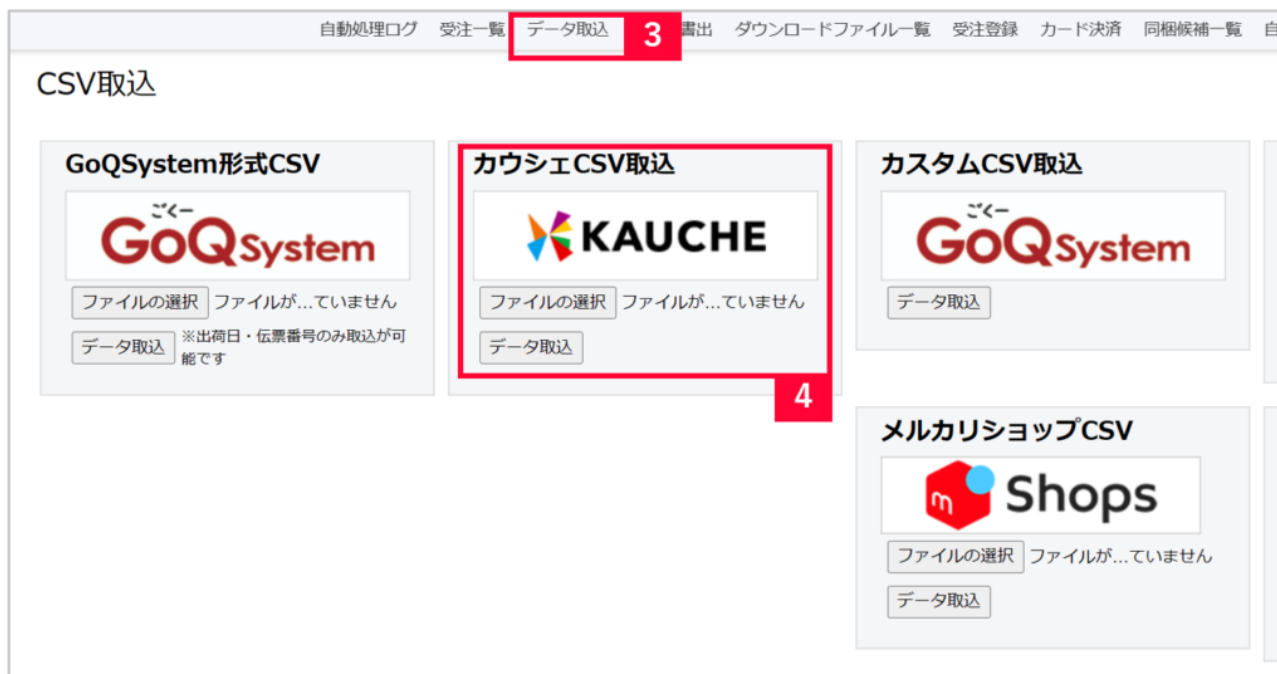 自動処理ログ 受注一覧 データ取込 3 書出 ダウンロードファイル一覧 受注登録 カード決済 同梱候補一覧
CSV取込
GoQSystem形式CSV
ごくー
GoQSystem
ファイルの選択 ファイルが...ていません
データ取込 ※出荷日・伝票番号のみ取込が可
能です
カウシェCSV取込
KAUCHE
ファイルの選択 ファイルが...ていません
データ取込
4
カスタムCSV取込
ごくー
GoQSystem
データ取込
メルカリショップCSV
m Shops
ファイルの選択 ファイルが...ていません
データ取込